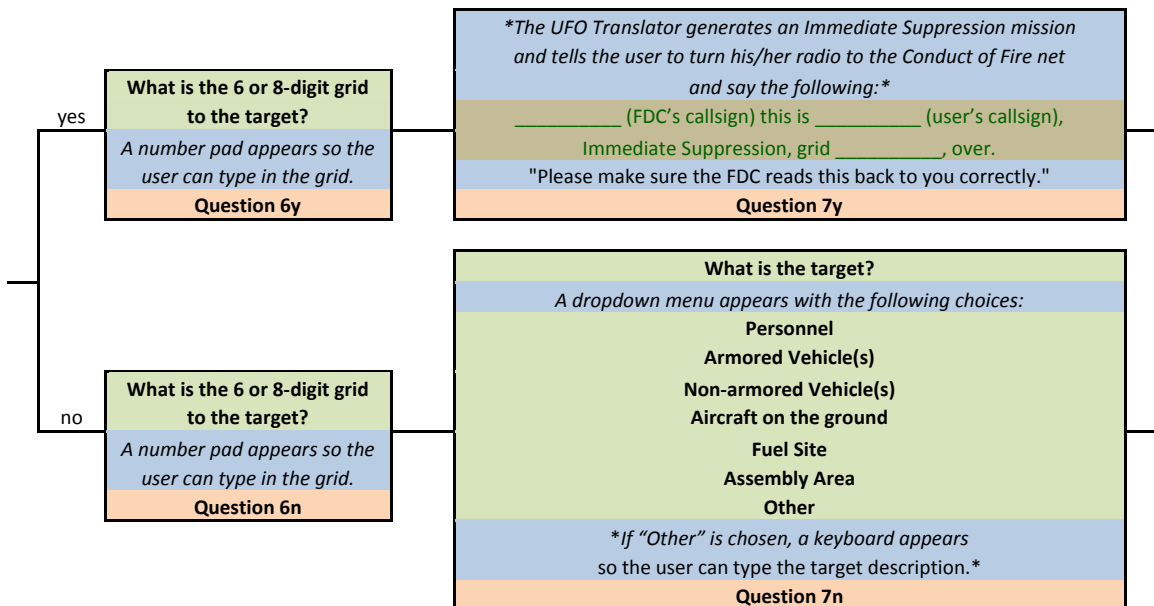 yes
What is the 6 or 8-digit grid
to the target?
A number pad appears so the
user can type in the grid.
Question 6y
*The UFO Translator generates an Immediate Suppression mission
and tells the user to turn his/her radio to the Conduct of Fire net
and say the following:*
__________ (FDC's callsign) this is __________ (user's callsign),
Immediate Suppression, grid __________, over.
"Please make sure the FDC reads this back to you correctly."
Question 7y
no
What is the 6 or 8-digit grid
to the target?
A number pad appears so the
user can type in the grid.
Question 6n
What is the target?
A dropdown menu appears with the following choices:
Personnel
Armored Vehicle(s)
Non-armored Vehicle(s)
Aircraft on the ground
Fuel Site
Assembly Area
Other
*If “Other” is chosen, a keyboard appears
so the user can type the target description.*
Question 7n